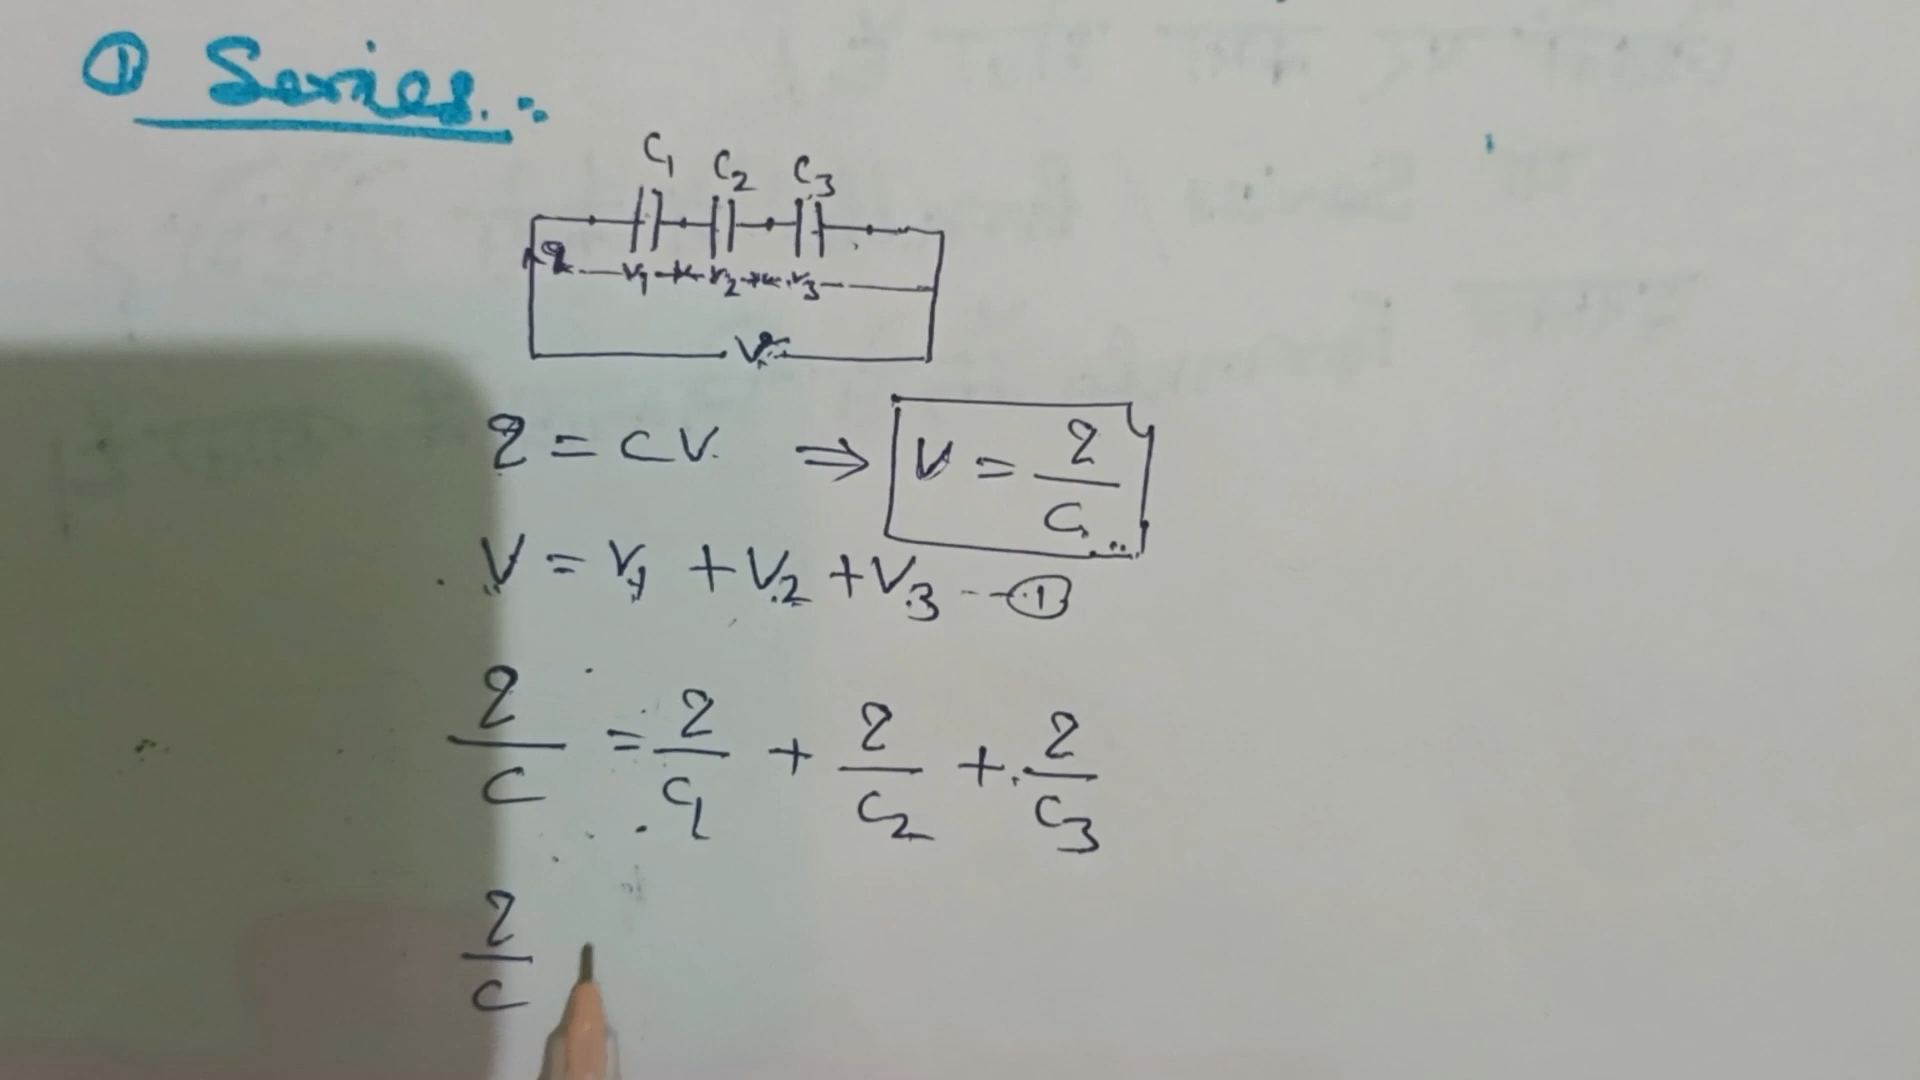 ① Series :
C1 C2 C3
q V1 V2 V3
V
q = CV. ⇒ V = q/C
V = V1 + V2 + V3 --①
q/C = q/C1 + q/C2 + q/C3
q/C